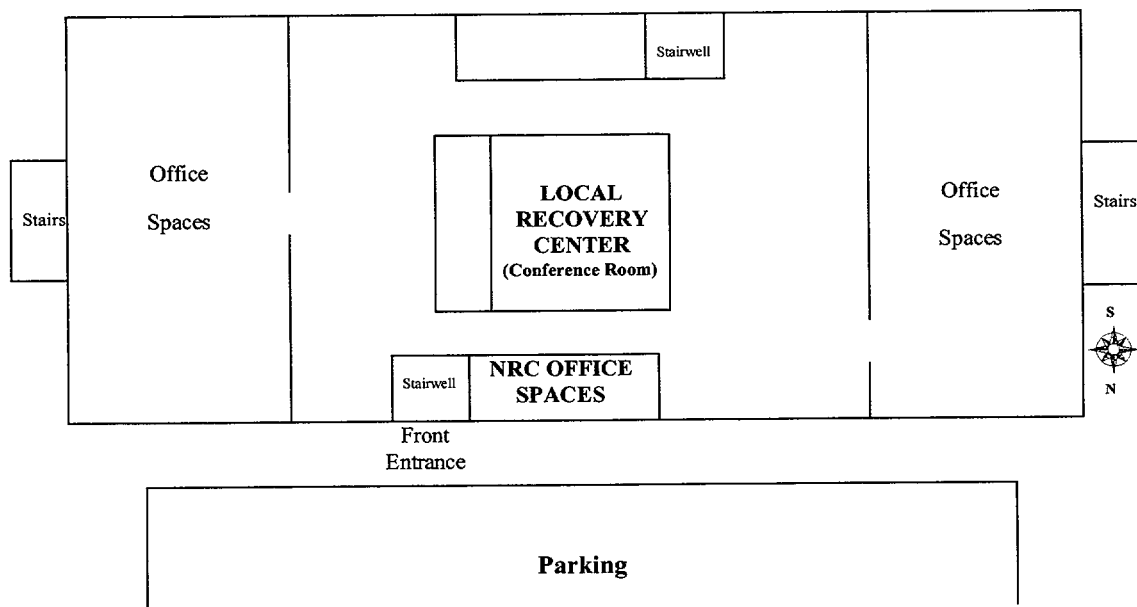 Stairwell
Office
Spaces
Stairs
LOCAL
RECOVERY
CENTER
(Conference Room)
Office
Spaces
Stairs
S
N
Stairwell
NRC OFFICE
SPACES
Front
Entrance
Parking